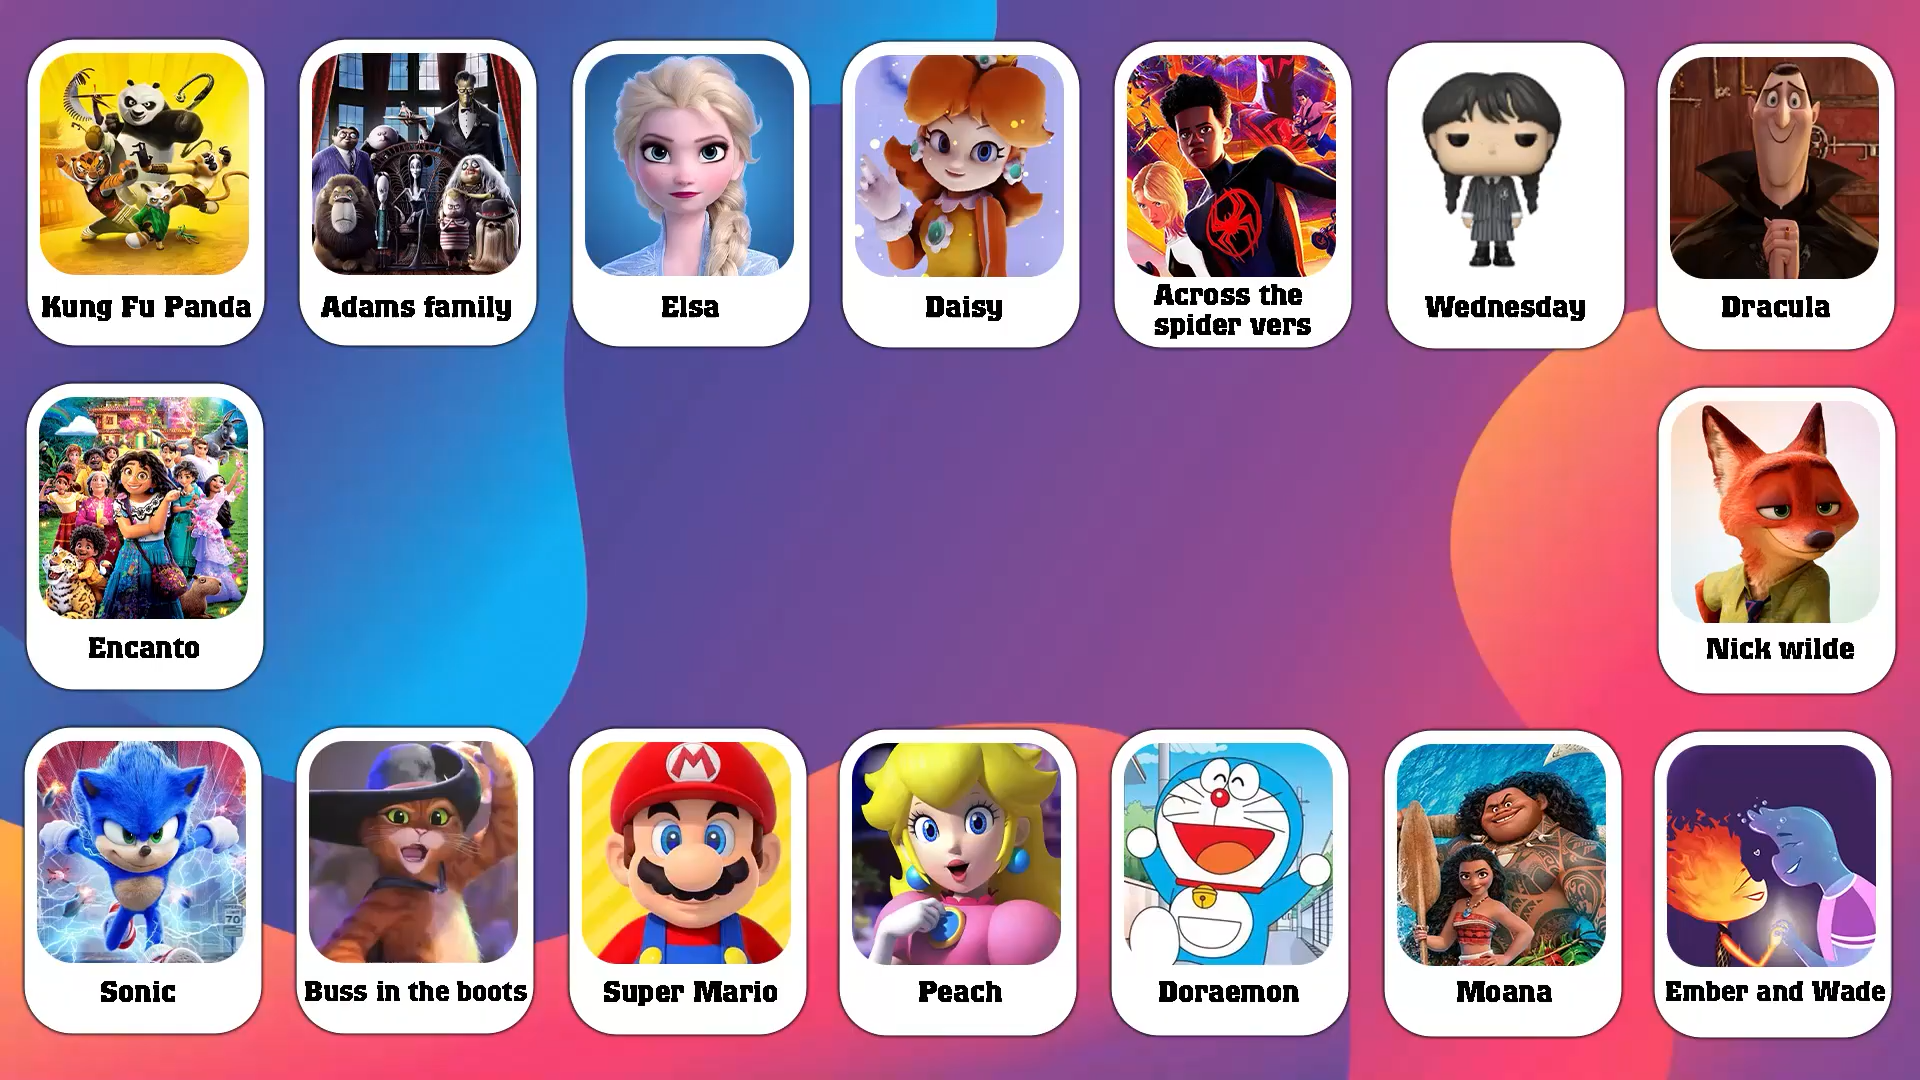 Kung Fu Panda
Adams family
Elsa
Daisy
Across the
spider vers
Wednesday
Dracula
Encanto
Nick wilde
M
70
Sonic
Buss in the boots
Super Mario
Peach
Doraemon
Moana
Ember and Wade